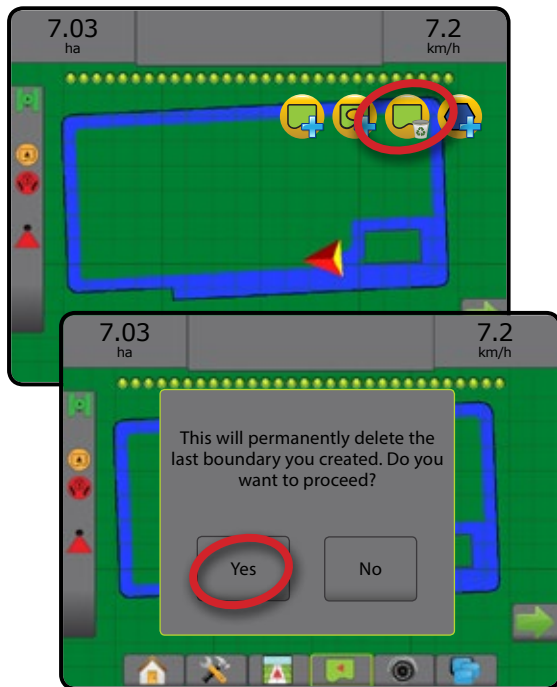 7.03
ha
7.2
km/h
7.03
ha
7.2
km/h
This will permanently delete the
last boundary you created. Do you
want to proceed?
Yes
No